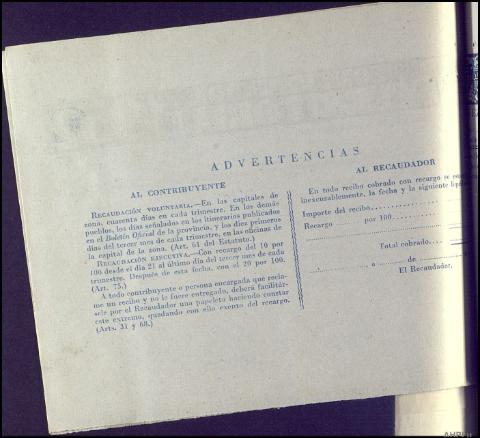 ADVERTENCIAS
AL CONTRIBUYENTE
RECAUDACIÓN VOLUNTARIA.—En las capitales de
zona, cuarenta días en cada trimestre. En los demás
pueblos, los días señalados en los itinerarios publicados
en el Boletín Oficial de la provincia, y los diez primeros
días del tercer mes de cada trimestre, en las oficinas de
la capital de la zona. (Art. 61 del Estatuto.)
RECAUDACIÓN EJECUTIVA.—Con recargo del 10 por
100 desde el día 21 al último día del tercer mes de cada
trimestre. Después de esta fecha, con el 20 por 100.
(Art. 75.)
A todo contribuyente o persona encargada que recla-
me un recibo y no le fuere entregado, deberá facilitár-
sele por el Recaudador una papeleta haciendo constar
este extremo, quedando con ello exento del recargo.
(Arts. 31 y 68.)
AL RECAUDADOR
En todo recibo cobrado con recargo se
inexcusablemente, la fecha y la siguiente
Importe del recibo
Recargo por 100
Total cobrado
, a de
El Recaudador,